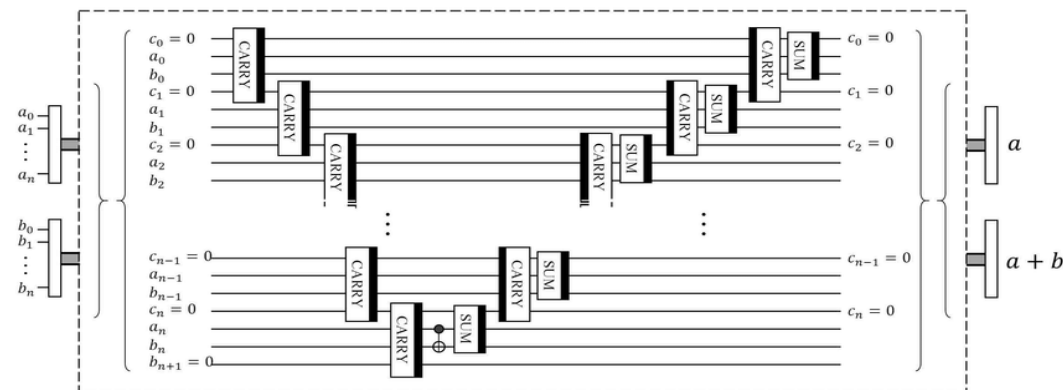 c₀ = 0 CARRY CARRY SUM c₀ = 0
a₀
b₀
c₁ = 0 CARRY CARRY SUM c₁ = 0
a₀ a₁
a₁ b₁
⋮ c₂ = 0 CARRY CARRY SUM c₂ = 0 a
aₙ a₂
b₂
b₀ ⋮ ⋮
b₁ cₙ₋₁ = 0 CARRY CARRY SUM cₙ₋₁ = 0 a + b
⋮ aₙ₋₁
bₙ bₙ₋₁
cₙ = 0 CARRY SUM cₙ = 0
aₙ
bₙ
bₙ₊₁ = 0